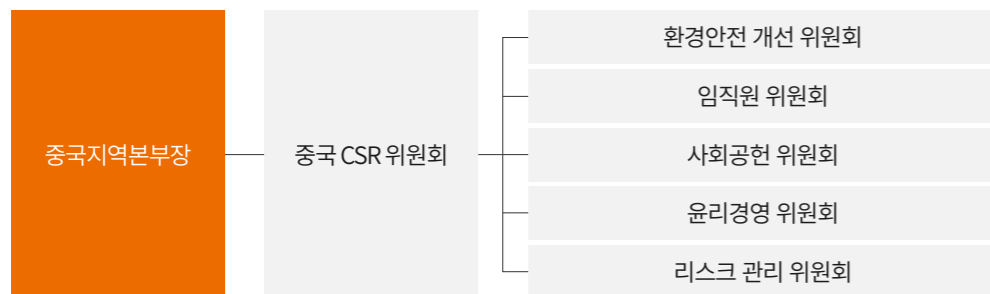 중국지역본부장
중국 CSR 위원회
환경안전 개선 위원회
임직원 위원회
사회공헌 위원회
윤리경영 위원회
리스크 관리 위원회